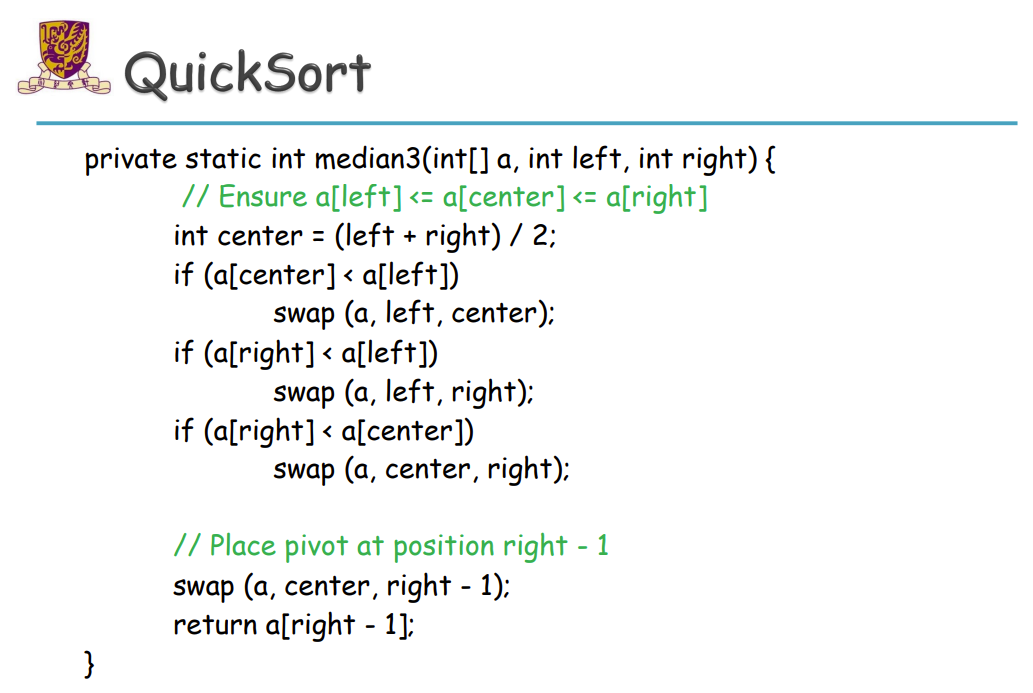 QuickSort
private static int median3(int[] a, int left, int right) {
// Ensure a[left] <= a[center] <= a[right]
int center = (left + right) / 2;
if (a[center] < a[left])
swap (a, left, center);
if (a[right] < a[left])
swap (a, left, right);
if (a[right] < a[center])
swap (a, center, right);
// Place pivot at position right - 1
swap (a, center, right - 1);
return a[right - 1];
}